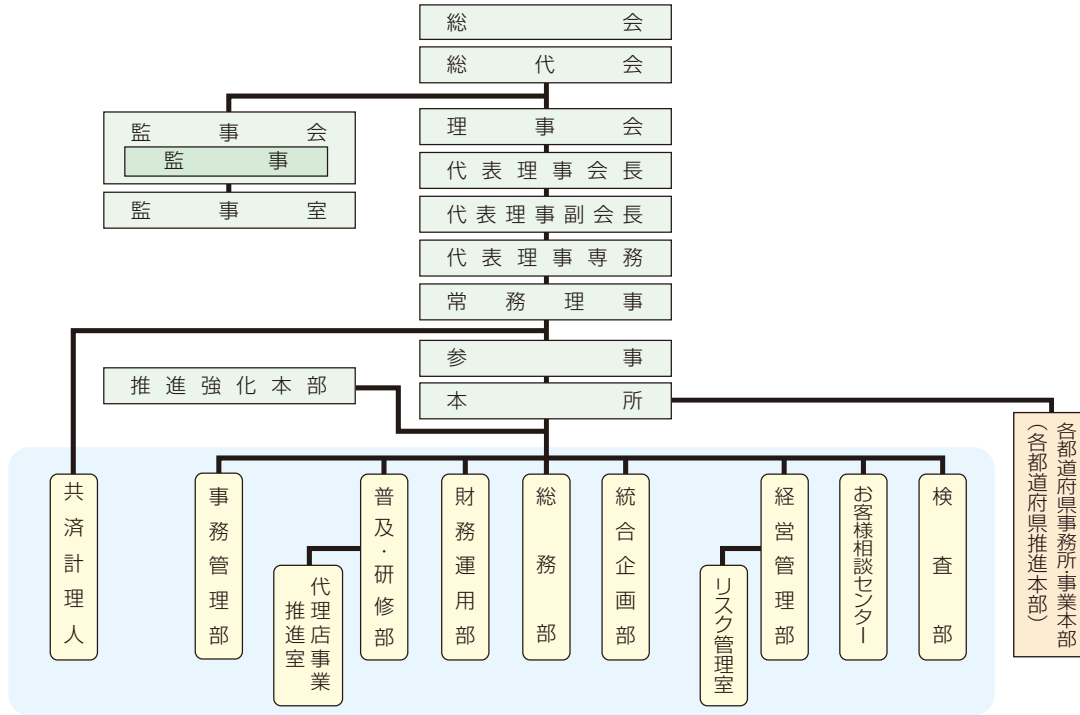 総会
総代会
監事会
監事
監事室
理事会
代表理事会長
代表理事副会長
代表理事専務
常務理事
参事
推進強化本部
本所
各都道府県事務所・事業本部
（各都道府県推進本部）
共済計理人
事務管理部
普及・研修部
代理店事業
推進室
財務運用部
総務部
統合企画部
経営管理部
リスク管理室
お客様相談センター
検査部